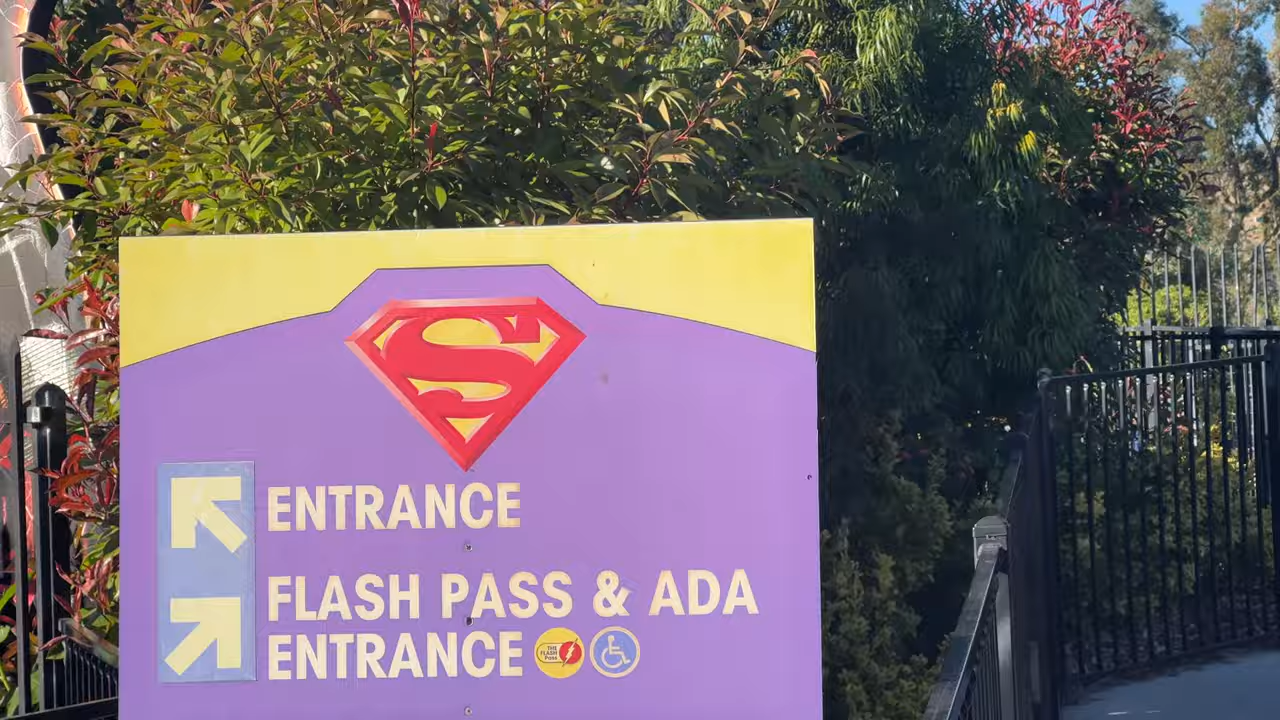 S
ENTRANCE
FLASH PASS & ADA
ENTRANCE
THE
FLASH
Pass